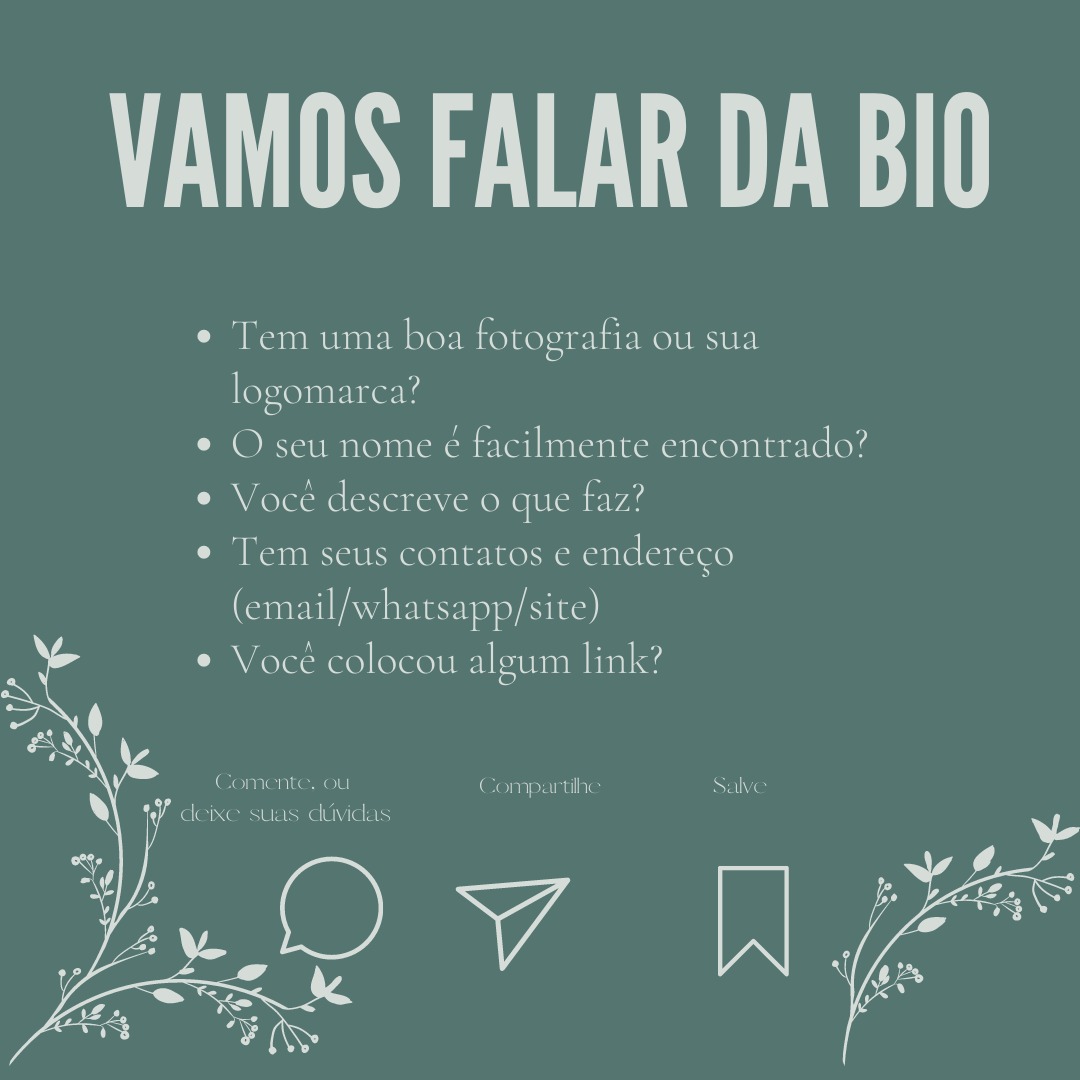 VAMOS FALAR DA BIO
• Tem uma boa fotografia ou sua
logomarca?
• O seu nome é facilmente encontrado?
• Você descreve o que faz?
• Tem seus contatos e endereço
(email/whatsapp/site)
• Você colocou algum link?
Comente, ou
deixe suas dúvidas
Compartilhe
Salve